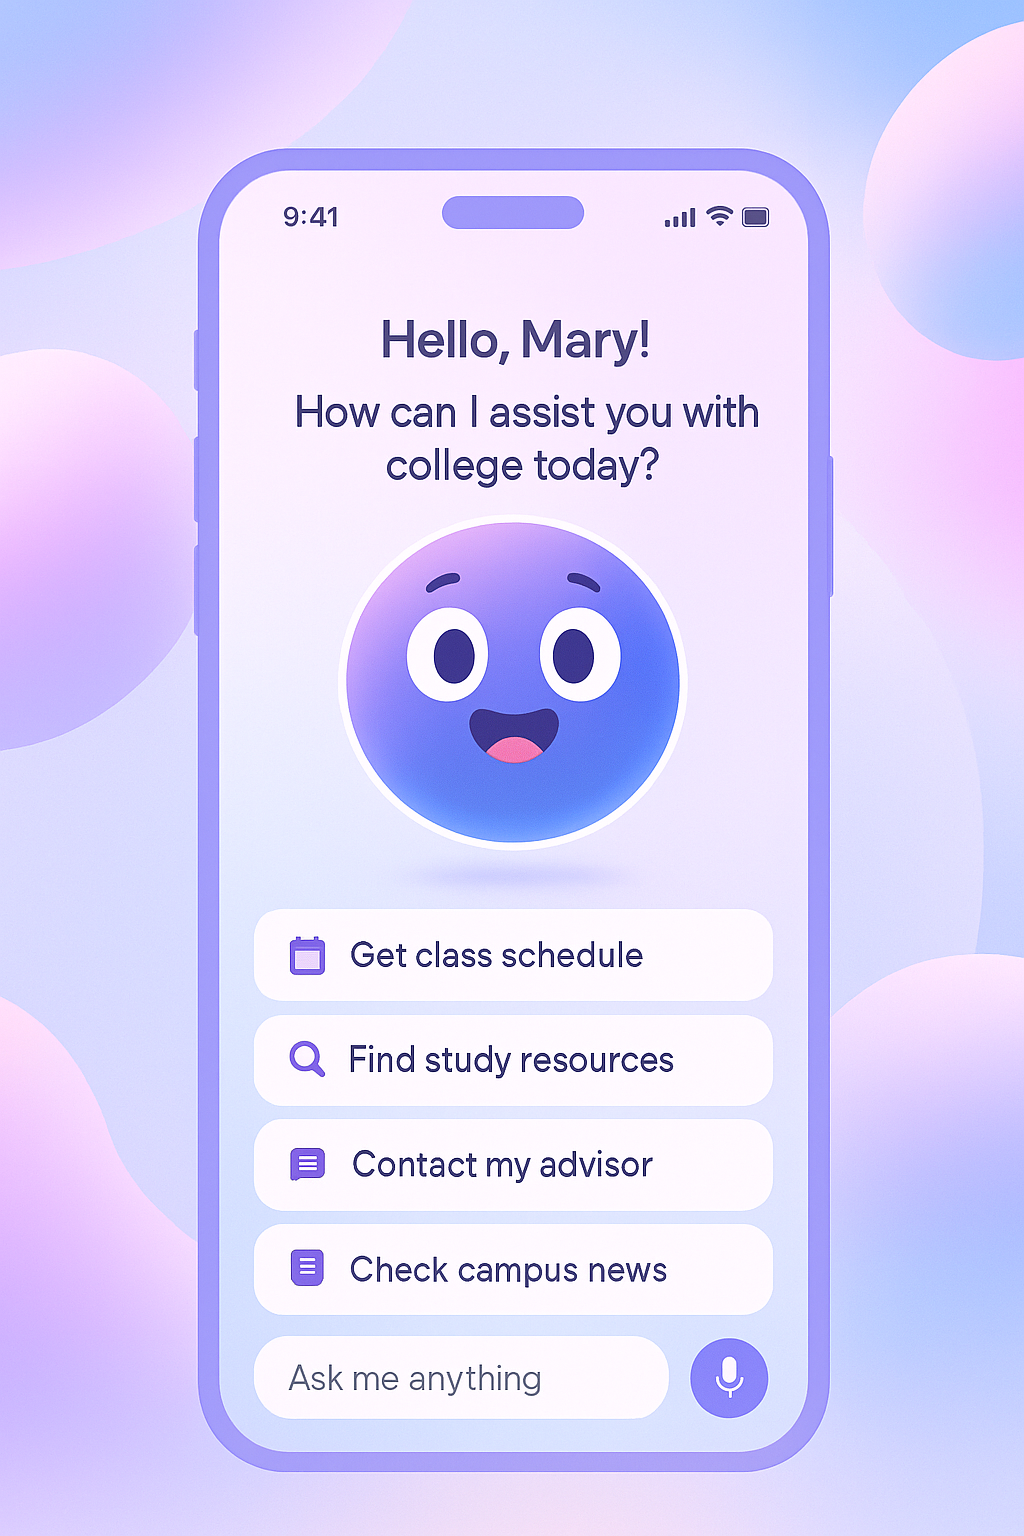 9:41
Hello, Mary!
How can I assist you with
college today?
Get class schedule
Find study resources
Contact my advisor
Check campus news
Ask me anything